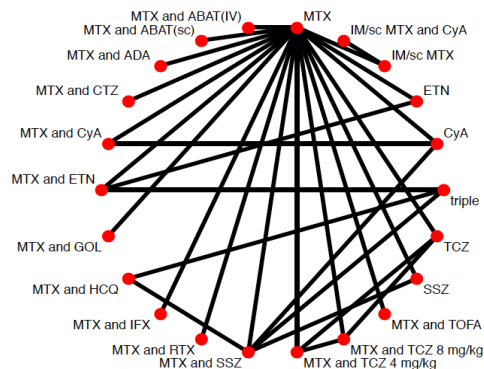 MTX and ABAT(IV)
MTX
MTX and ABAT(sc)
IM/sc MTX and CyA
MTX and ADA
IM/sc MTX
MTX and CTZ
ETN
MTX and CyA
CyA
MTX and ETN
triple
MTX and GOL
TCZ
MTX and HCQ
SSZ
MTX and IFX
MTX and TOFA
MTX and RTX
MTX and TCZ 8 mg/kg
MTX and SSZ
MTX and TCZ 4 mg/kg